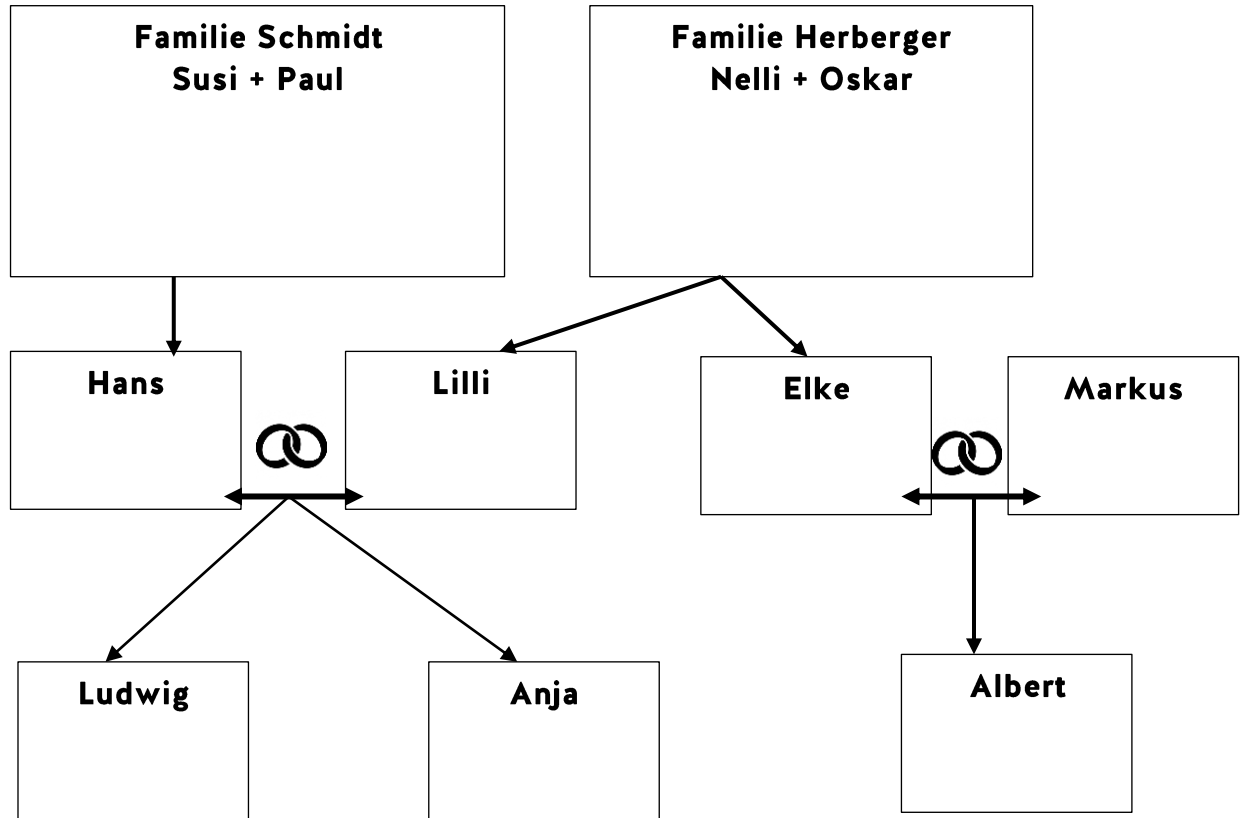 Familie Schmidt
Susi + Paul
Familie Herberger
Nelli + Oskar
Hans
Lilli
Elke
Markus
Ludwig
Anja
Albert